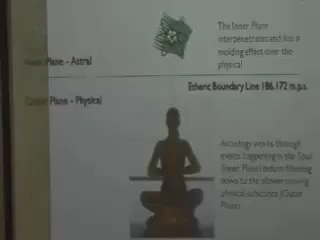 The Inner Plane
interpenetrates and has a
molding effect over the
physical
Plane - Astral
Etheric Boundary Line 186,172 m.p.s.
Plane - Physical
Astrology works through
events happening in the Soul
(Inner Plane) before filtering
down to the slower moving
physical substance (Outer
Plane)